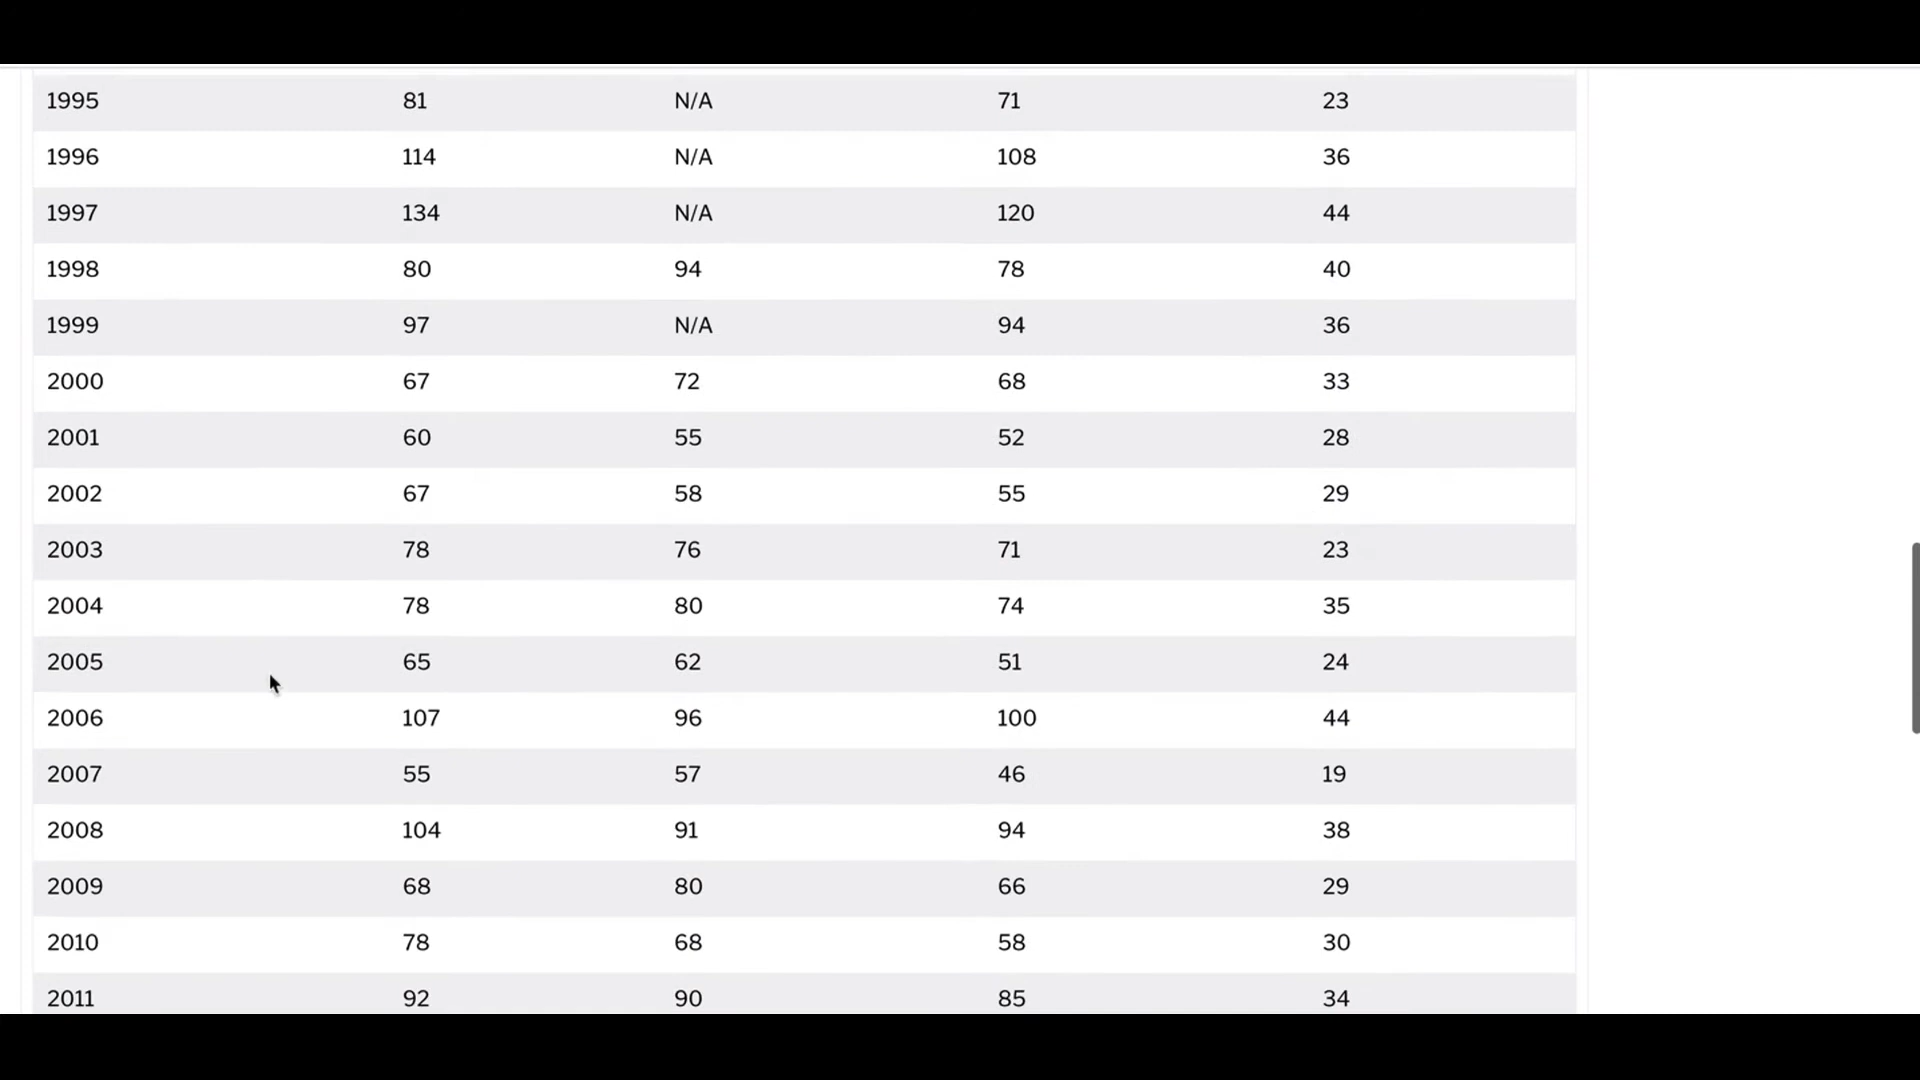 1995 81 N/A 71 23
1996 114 N/A 108 36
1997 134 N/A 120 44
1998 80 94 78 40
1999 97 N/A 94 36
2000 67 72 68 33
2001 60 55 52 28
2002 67 58 55 29
2003 78 76 71 23
2004 78 80 74 35
2005 65 62 51 24
2006 107 96 100 44
2007 55 57 46 19
2008 104 91 94 38
2009 68 80 66 29
2010 78 68 58 30
2011 92 90 85 34